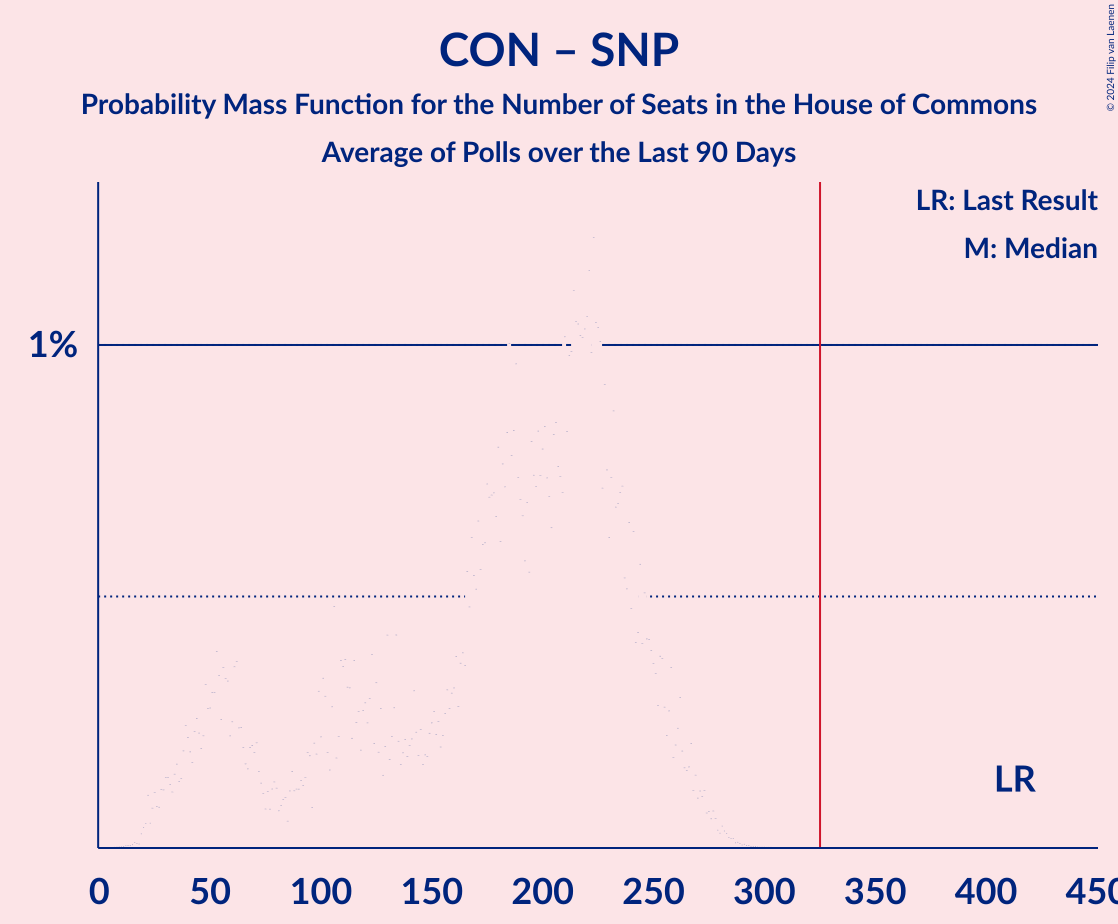 CON – SNP
Probability Mass Function for the Number of Seats in the House of Commons
Average of Polls over the Last 90 Days
© 2024 Filip van Laenen
LR: Last Result
M: Median
1%
LR
0 50 100 150 200 250 300 350 400 450